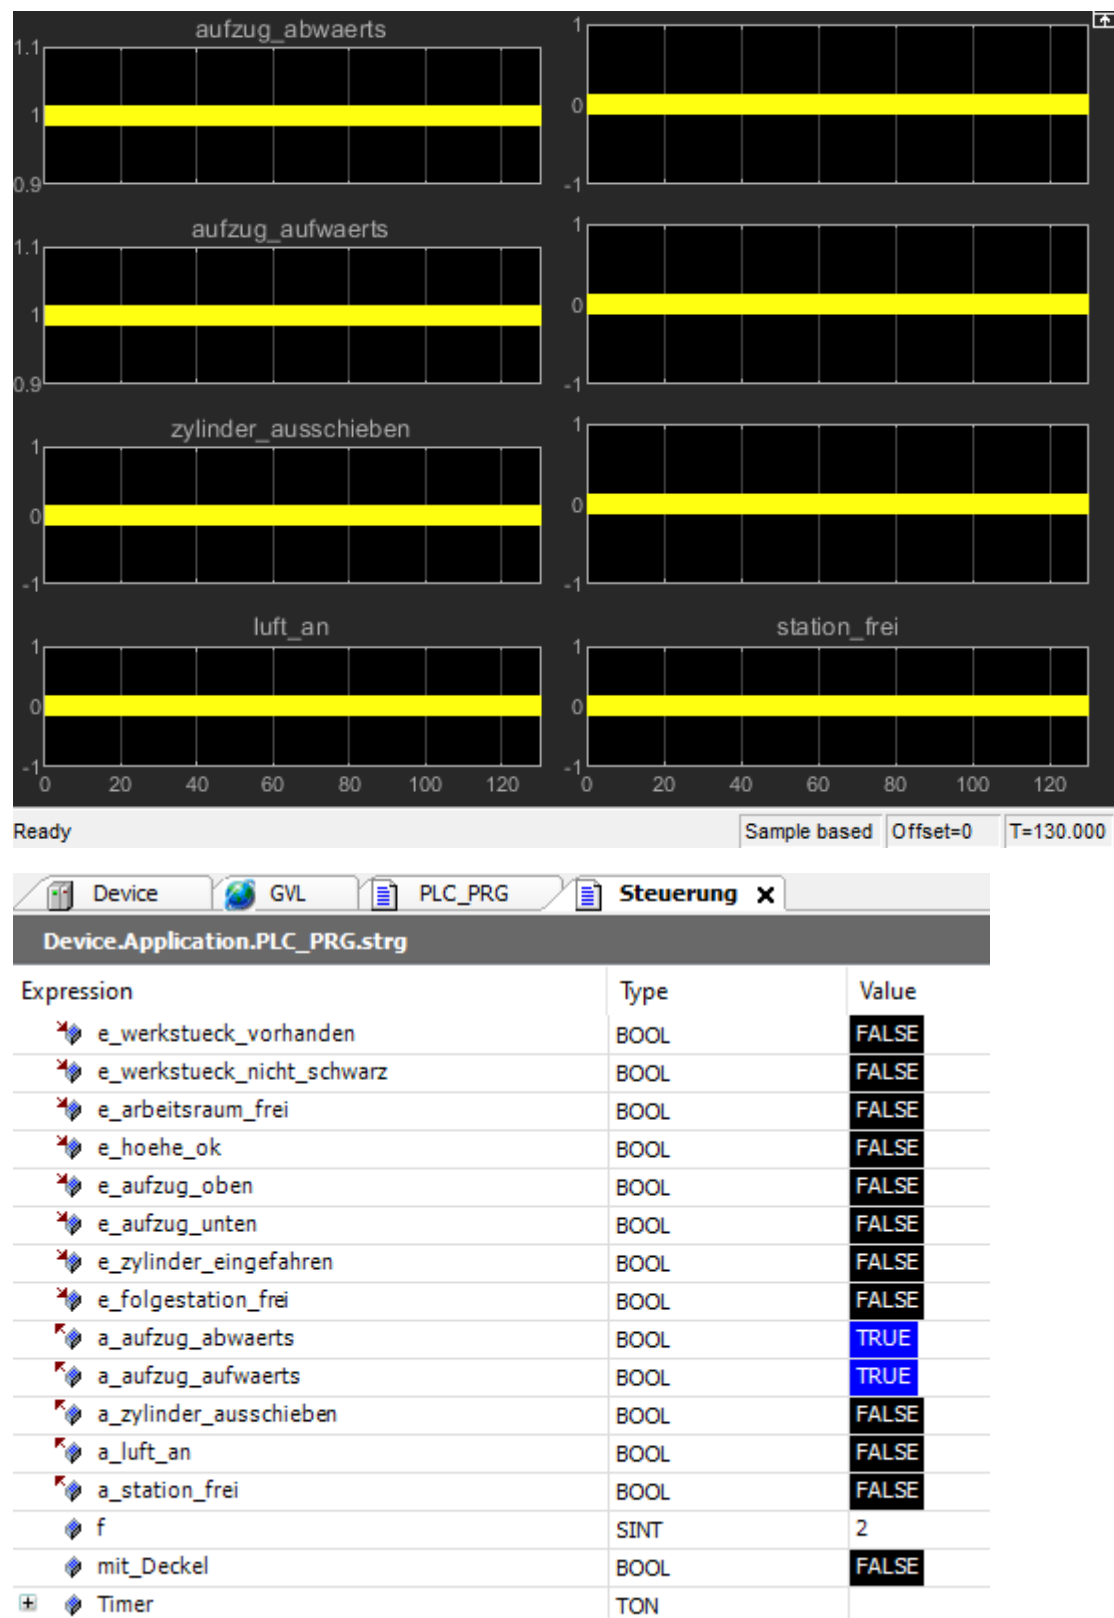 aufzug_abwaerts
1.1
1
0.9
1
0
-1
aufzug_aufwaerts
1.1
1
0.9
1
0
-1
zylinder_ausschieben
1
0
-1
1
0
-1
luft_an
1
0
-1
0 20 40 60 80 100 120
station_frei
1
0
-1
0 20 40 60 80 100 120
Ready Sample based Offset=0 T=130.000
Device GVL PLC_PRG Steuerung X
Device.Application.PLC_PRG.strg
Expression Type Value
e_werkstueck_vorhanden BOOL FALSE
e_werkstueck_nicht_schwarz BOOL FALSE
e_arbeitsraum_frei BOOL FALSE
e_hoehe_ok BOOL FALSE
e_aufzug_oben BOOL FALSE
e_aufzug_unten BOOL FALSE
e_zylinder_eingefahren BOOL FALSE
e_folgestation_frei BOOL FALSE
a_aufzug_abwaerts BOOL TRUE
a_aufzug_aufwaerts BOOL TRUE
a_zylinder_ausschieben BOOL FALSE
a_luft_an BOOL FALSE
a_station_frei BOOL FALSE
f SINT 2
mit_Deckel BOOL FALSE
Timer TON